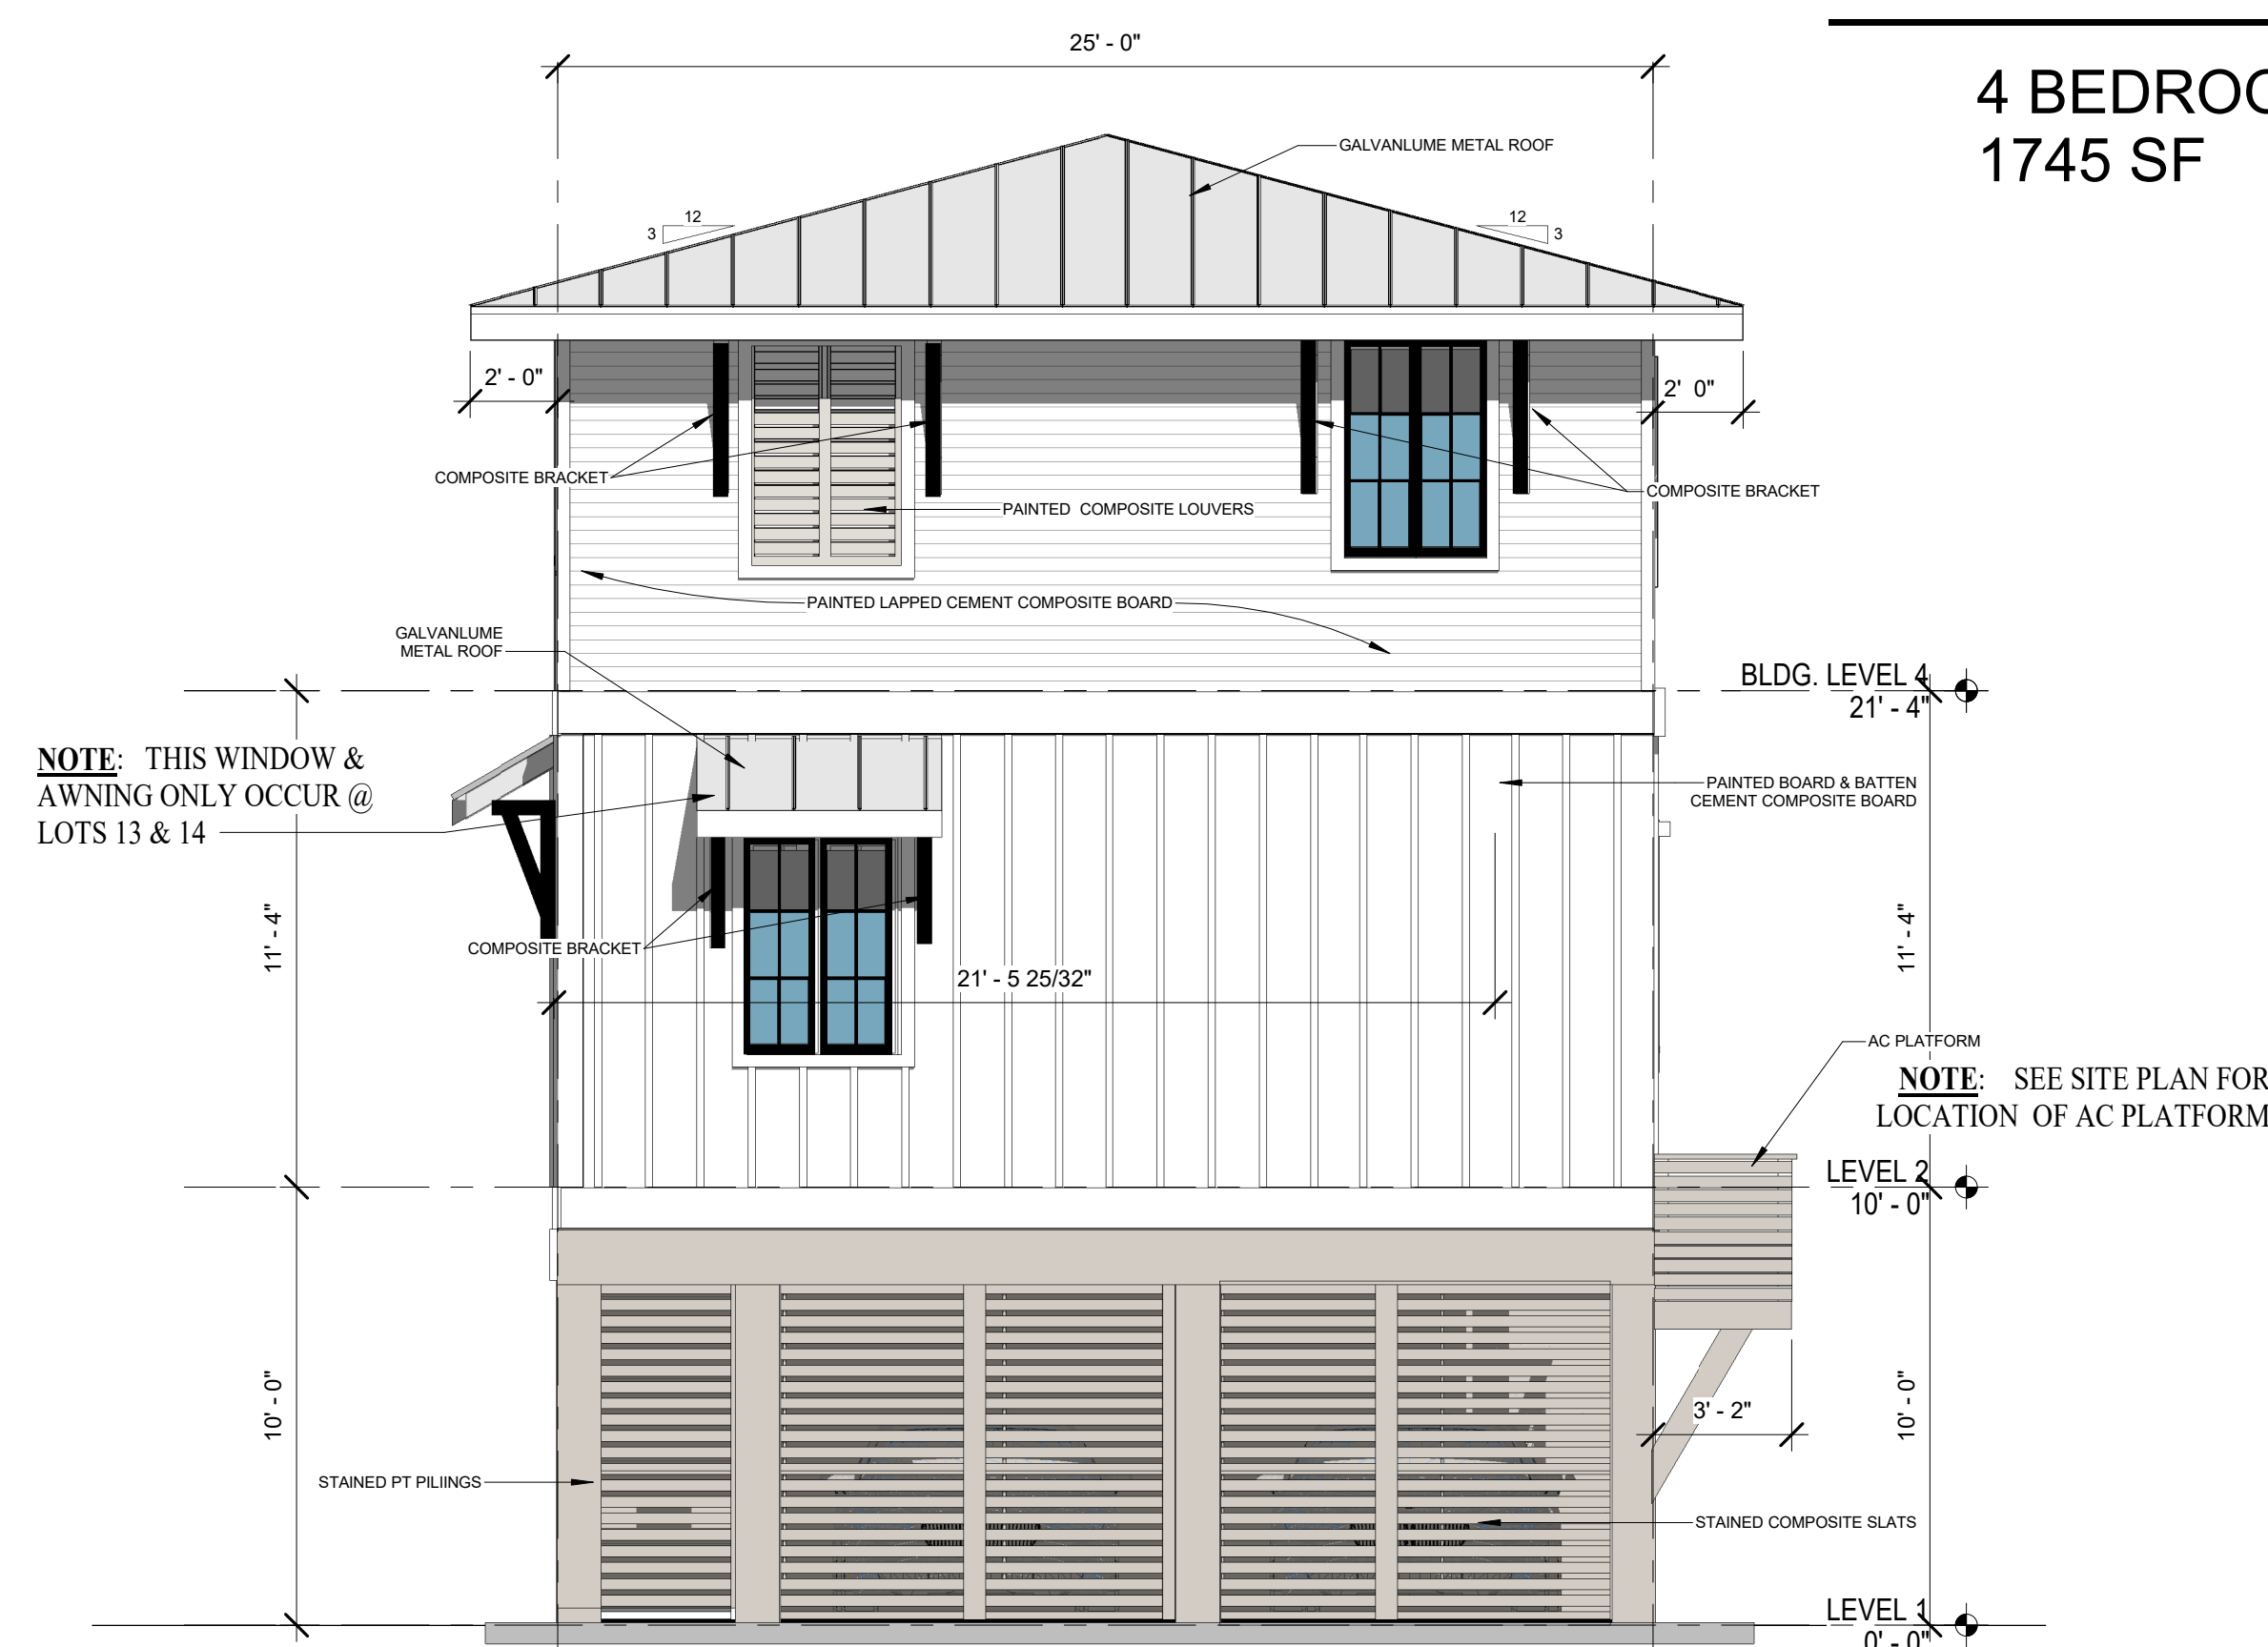 25' - 0"
4 BEDROO
1745 SF
GALVANLUME METAL ROOF
12
3
12
3
2' - 0"
2' 0"
COMPOSITE BRACKET
COMPOSITE BRACKET
PAINTED COMPOSITE LOUVERS
PAINTED LAPPED CEMENT COMPOSITE BOARD
GALVANLUME
METAL ROOF
BLDG. LEVEL 4
21' - 4"
NOTE: THIS WINDOW &
AWNING ONLY OCCUR @
LOTS 13 & 14
PAINTED BOARD & BATTEN
CEMENT COMPOSITE BOARD
11' - 4"
11' - 4"
COMPOSITE BRACKET
21' - 5 25/32"
AC PLATFORM
NOTE: SEE SITE PLAN FOR
LOCATION OF AC PLATFORM
LEVEL 2
10' - 0"
10' - 0"
10' - 0"
3' - 2"
STAINED PT PILIINGS
STAINED COMPOSITE SLATS
LEVEL 1
0' - 0"